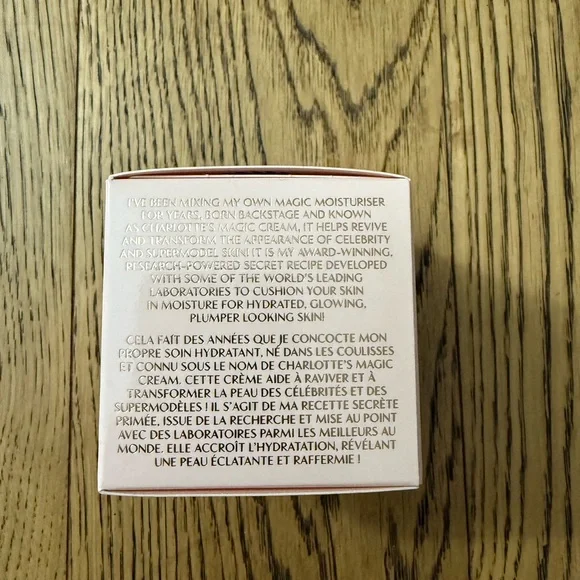 I'VE BEEN MIXING MY OWN MAGIC MOISTURISER
FOR YEARS, BORN BACKSTAGE AND KNOWN
AS CHARLOTTE'S MAGIC CREAM, IT HELPS REVIVE
AND TRANSFORM THE APPEARANCE OF CELEBRITY
AND SUPERMODEL SKIN! IT IS MY AWARD-WINNING,
RESEARCH-POWERED SECRET RECIPE DEVELOPED
WITH SOME OF THE WORLD'S LEADING
LABORATORIES TO CUSHION YOUR SKIN
IN MOISTURE FOR HYDRATED, GLOWING,
PLUMPER LOOKING SKIN!
CELA FAIT DES ANNÉES QUE JE CONCOCTE MON
PROPRE SOIN HYDRATANT, NÉ DANS LES COULISSES
ET CONNU SOUS LE NOM DE CHARLOTTE'S MAGIC
CREAM. CETTE CRÈME AIDE À RAVIVER ET À
TRANSFORMER LA PEAU DES CÉLÉBRITÉS ET DES
SUPERMODÈLES ! IL S'AGIT DE MA RECETTE SECRÈTE
PRIMÉE, ISSUE DE LA RECHERCHE ET MISE AU POINT
AVEC DES LABORATOIRES PARMI LES MEILLEURS AU
MONDE. ELLE ACCROÎT L'HYDRATATION, RÉVÉLANT
UNE PEAU ÉCLATANTE ET RAFFERMIE !